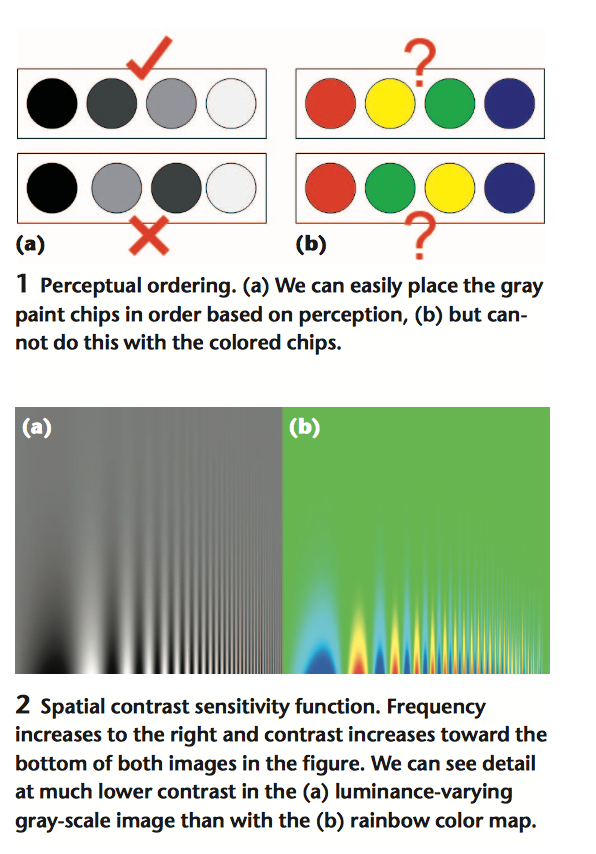 ?
(a)
(b)
?
1 Perceptual ordering. (a) We can easily place the gray
paint chips in order based on perception, (b) but can-
not do this with the colored chips.
(a)
(b)
2 Spatial contrast sensitivity function. Frequency
increases to the right and contrast increases toward the
bottom of both images in the figure. We can see detail
at much lower contrast in the (a) luminance-varying
gray-scale image than with the (b) rainbow color map.